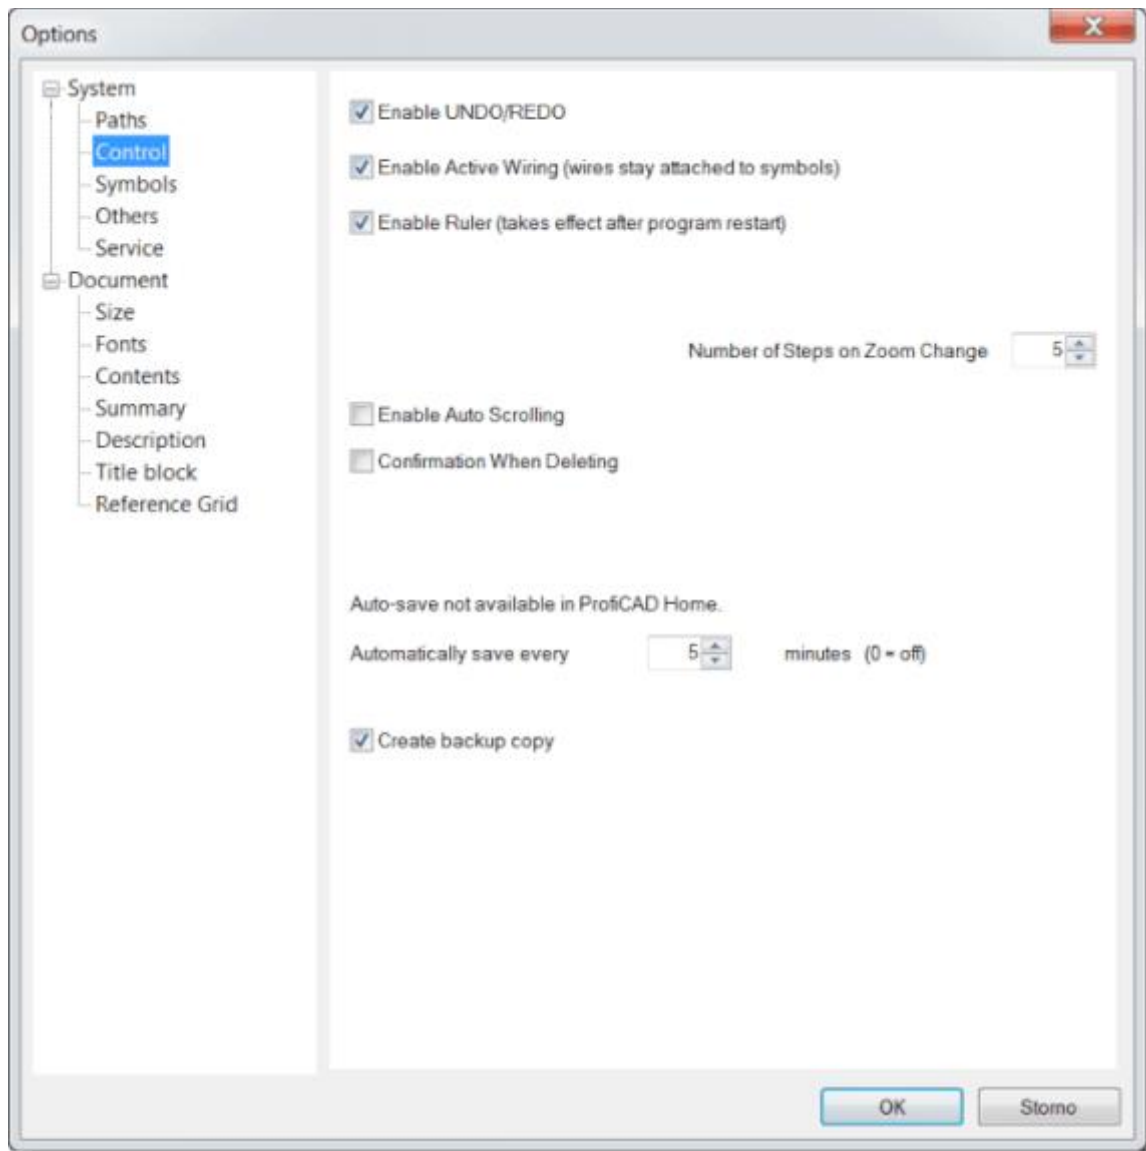 Options
System
Paths
Control
Symbols
Others
Service
Document
Size
Fonts
Contents
Summary
Description
Title block
Reference Grid
Enable UNDO/REDO
Enable Active Wiring (wires stay attached to symbols)
Enable Ruler (takes effect after program restart)
Number of Steps on Zoom Change 5
Enable Auto Scrolling
Confirmation When Deleting
Auto-save not available in ProfiCAD Home.
Automatically save every 5 minutes (0 = off)
Create backup copy
OK Storno